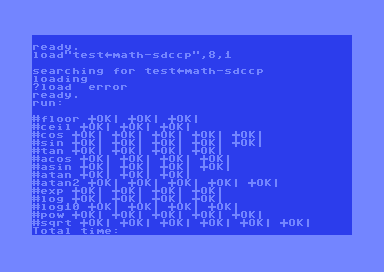 ready.
load"test←math-sdccp",8,1
searching for test←math-sdccp
loading
?load  error
ready.
run:
#floor +OK| +OK| +OK|
#ceil +OK| +OK| +OK|
#cos +OK| +OK| +OK| +OK| +OK|
#sin +OK| +OK| +OK| +OK| +OK|
#tan +OK| +OK| +OK| +OK|
#acos +OK| +OK| +OK| +OK|
#asin +OK| +OK| +OK| +OK|
#atan +OK| +OK| +OK|
#atan2 +OK| +OK| +OK| +OK| +OK|
#exp +OK| +OK| +OK| +OK|
#log +OK| +OK| +OK| +OK|
#log10 +OK| +OK| +OK| +OK|
#pow +OK| +OK| +OK| +OK| +OK|
#sqrt +OK| +OK| +OK| +OK| +OK| +OK|
Total time: